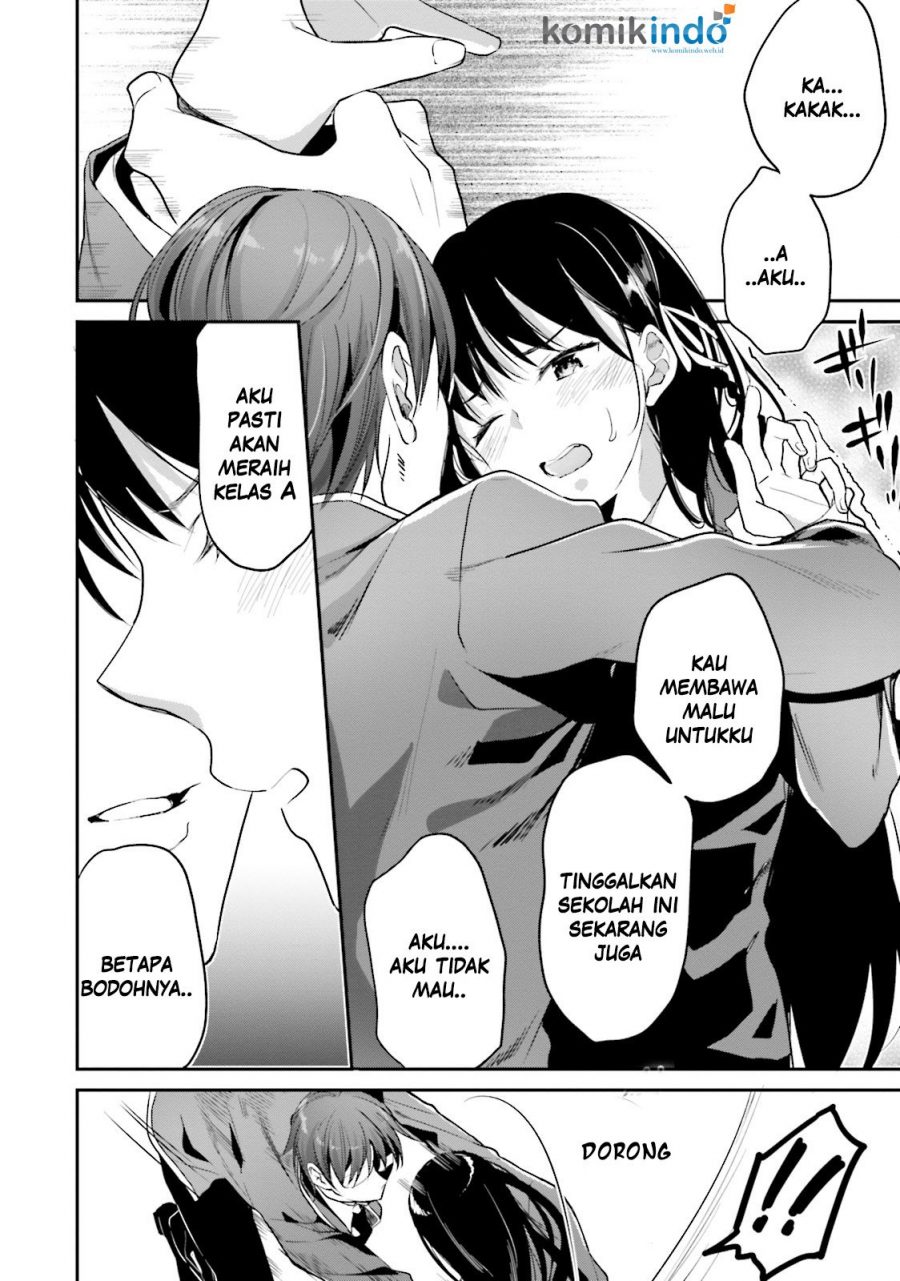 komikindo
www.komikindo.web.id
KA...
KAKAK...
..A
..AKU..
KAU
MEMBAWA
MALU
UNTUKKU
TINGGALKAN
SEKOLAH INI
SEKARANG
JUGA
AKU....
AKU TIDAK
MAU..
AKU
PASTI
AKAN
MERAIH
KELAS A
BETAPA
BODOHNYA..
DORONG
!!